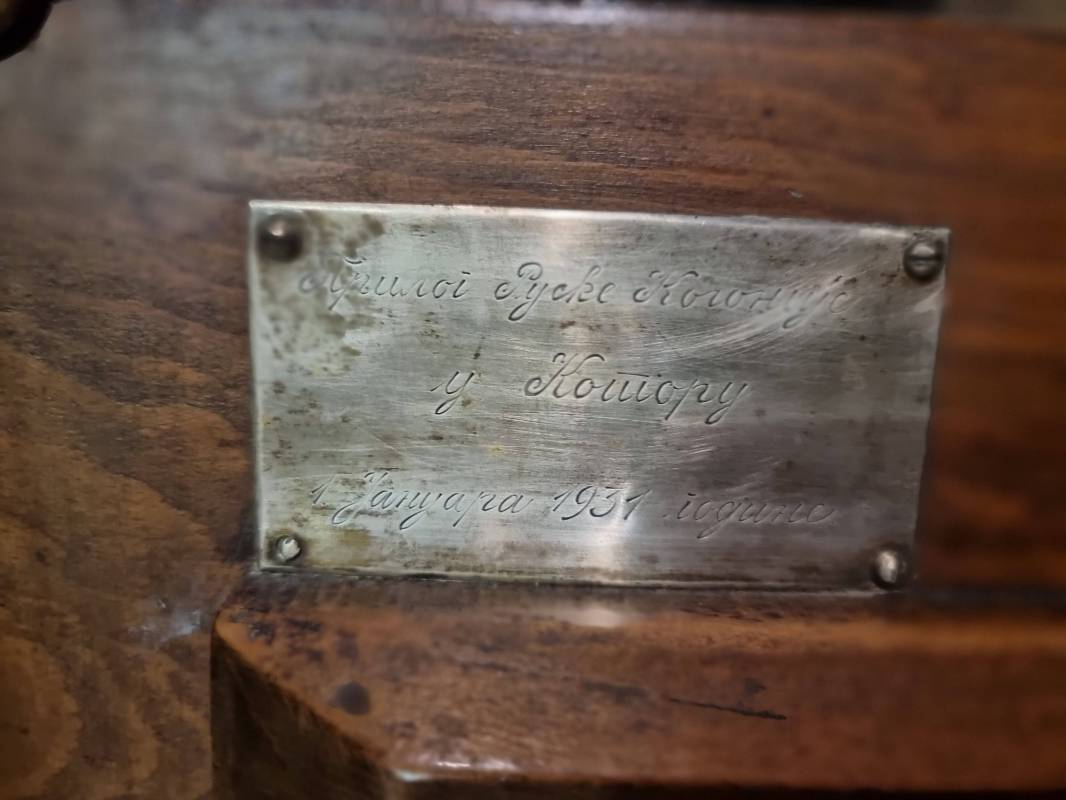 Прилог Руске Колоније
у Котору
1 Јануара 1931 године